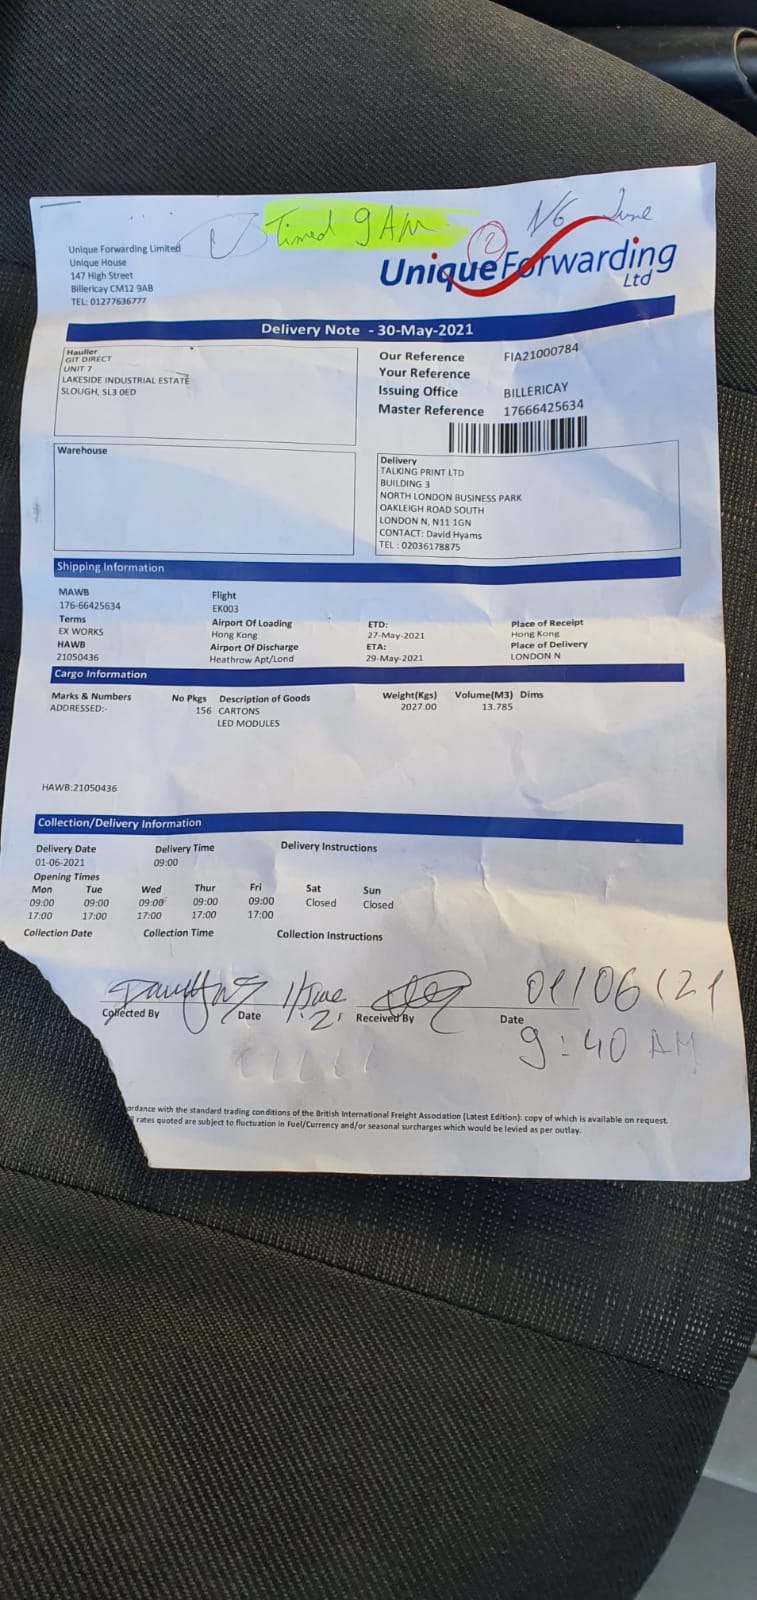 Timed 9 AM
2
June
Unique Forwarding Limited
Unique House
147 High Street
Billericay CM12 9AB
TEL: 01277636777
UniqueForwarding
Ltd
Delivery Note - 30-May-2021
Haulier
GIT DIRECT
UNIT 7
LAKESIDE INDUSTRIAL ESTATE
SLOUGH, SL3 0ED
Our Reference FIA21000784
Your Reference
Issuing Office BILLERICAY
Master Reference 17666425634
Warehouse
Delivery
TALKING PRINT LTD
BUILDING 3
NORTH LONDON BUSINESS PARK
OAKLEIGH ROAD SOUTH
LONDON N, N11 1GN
CONTACT: David Hyams
TEL : 02036178875
Shipping Information
MAWB Flight
176-66425634 EK003
Terms Airport Of Loading ETD: Place of Receipt
EX WORKS Hong Kong 27-May-2021 Hong Kong
HAWB Airport Of Discharge ETA: Place of Delivery
21050436 Heathrow Apt/Lond 29-May-2021 LONDON N
Cargo Information
Marks & Numbers No Pkgs Description of Goods Weight(Kgs) Volume(M3) Dims
ADDRESSED:- 156 CARTONS 2027.00 13.785
LED MODULES
HAWB:21050436
Collection/Delivery Information
Delivery Date Delivery Time Delivery Instructions
01-06-2021 09:00
Opening Times
Mon Tue Wed Thur Fri Sat Sun
09:00 09:00 09:00 09:00 09:00 Closed Closed
17:00 17:00 17:00 17:00 17:00
Collection Date Collection Time Collection Instructions
1/June 01/06/21
21
Collected By Date Received By Date
9:40 AM
ordance with the standard trading conditions of the British International Freight Association (Latest Edition): copy of which is available on request.
rates quoted are subject to fluctuation in Fuel/Currency and/or seasonal surcharges which would be levied as per outlay.